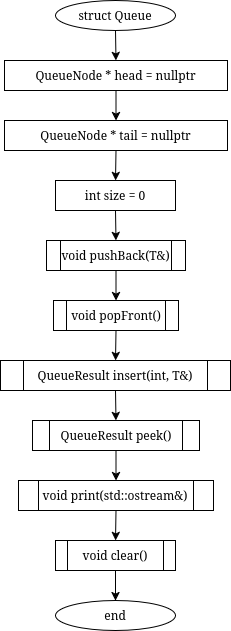 struct Queue
QueueNode * head = nullptr
QueueNode * tail = nullptr
int size = 0
void pushBack(T&)
void popFront()
QueueResult insert(int, T&)
QueueResult peek()
void print(std::ostream&)
void clear()
end